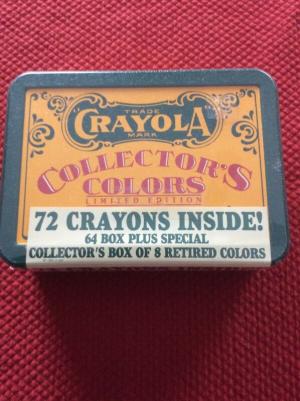 TRADE
"CRAYOLA"
MARK
COLLECTOR'S
COLORS
LIMITED EDITION
72 CRAYONS INSIDE!
64 BOX PLUS SPECIAL
COLLECTOR'S BOX OF 8 RETIRED COLORS